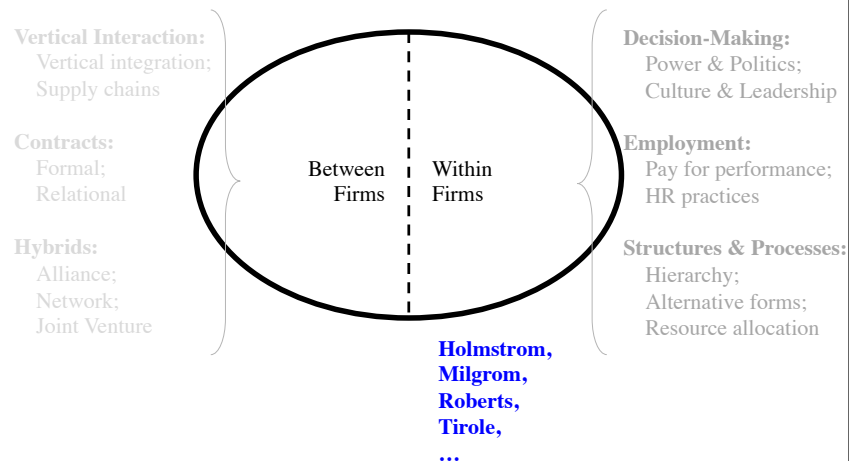 Vertical Interaction:
Vertical integration;
Supply chains
Contracts:
Formal;
Relational
Hybrids:
Alliance;
Network;
Joint Venture
Between
Firms
Within
Firms
Decision-Making:
Power & Politics;
Culture & Leadership
Employment:
Pay for performance;
HR practices
Structures & Processes:
Hierarchy;
Alternative forms;
Resource allocation
Holmstrom,
Milgrom,
Roberts,
Tirole,
…